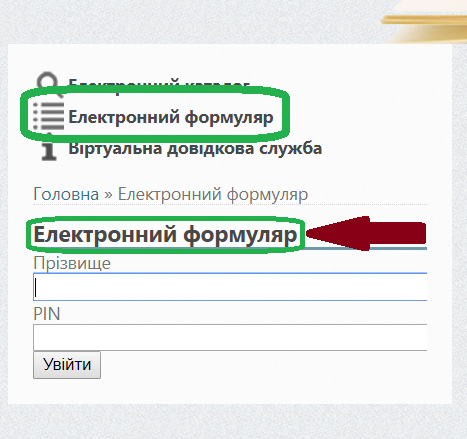 Електронний каталог
Електронний формуляр
Віртуальна довідкова служба
Головна » Електронний формуляр
Електронний формуляр
Прізвище
PIN
Увійти